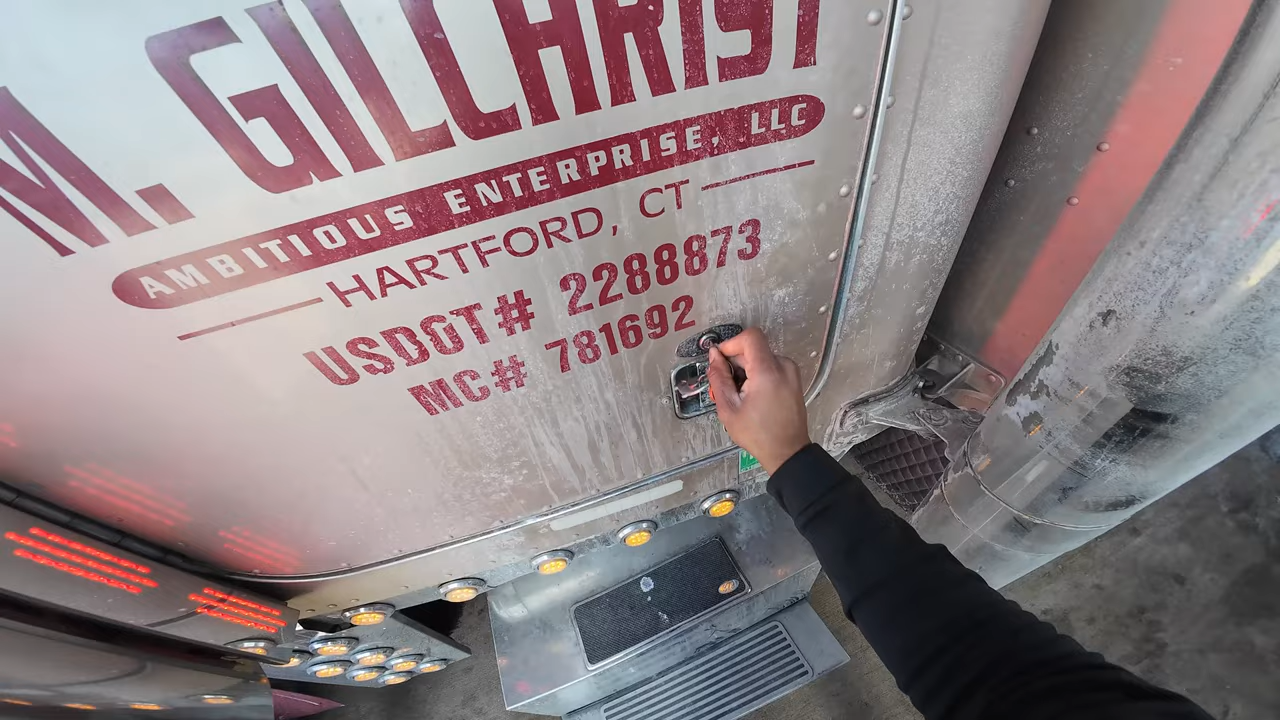 M. GILCHRIST
AMBITIOUS ENTERPRISE, LLC
HARTFORD, CT
USDOT# 2288873
MC# 781692